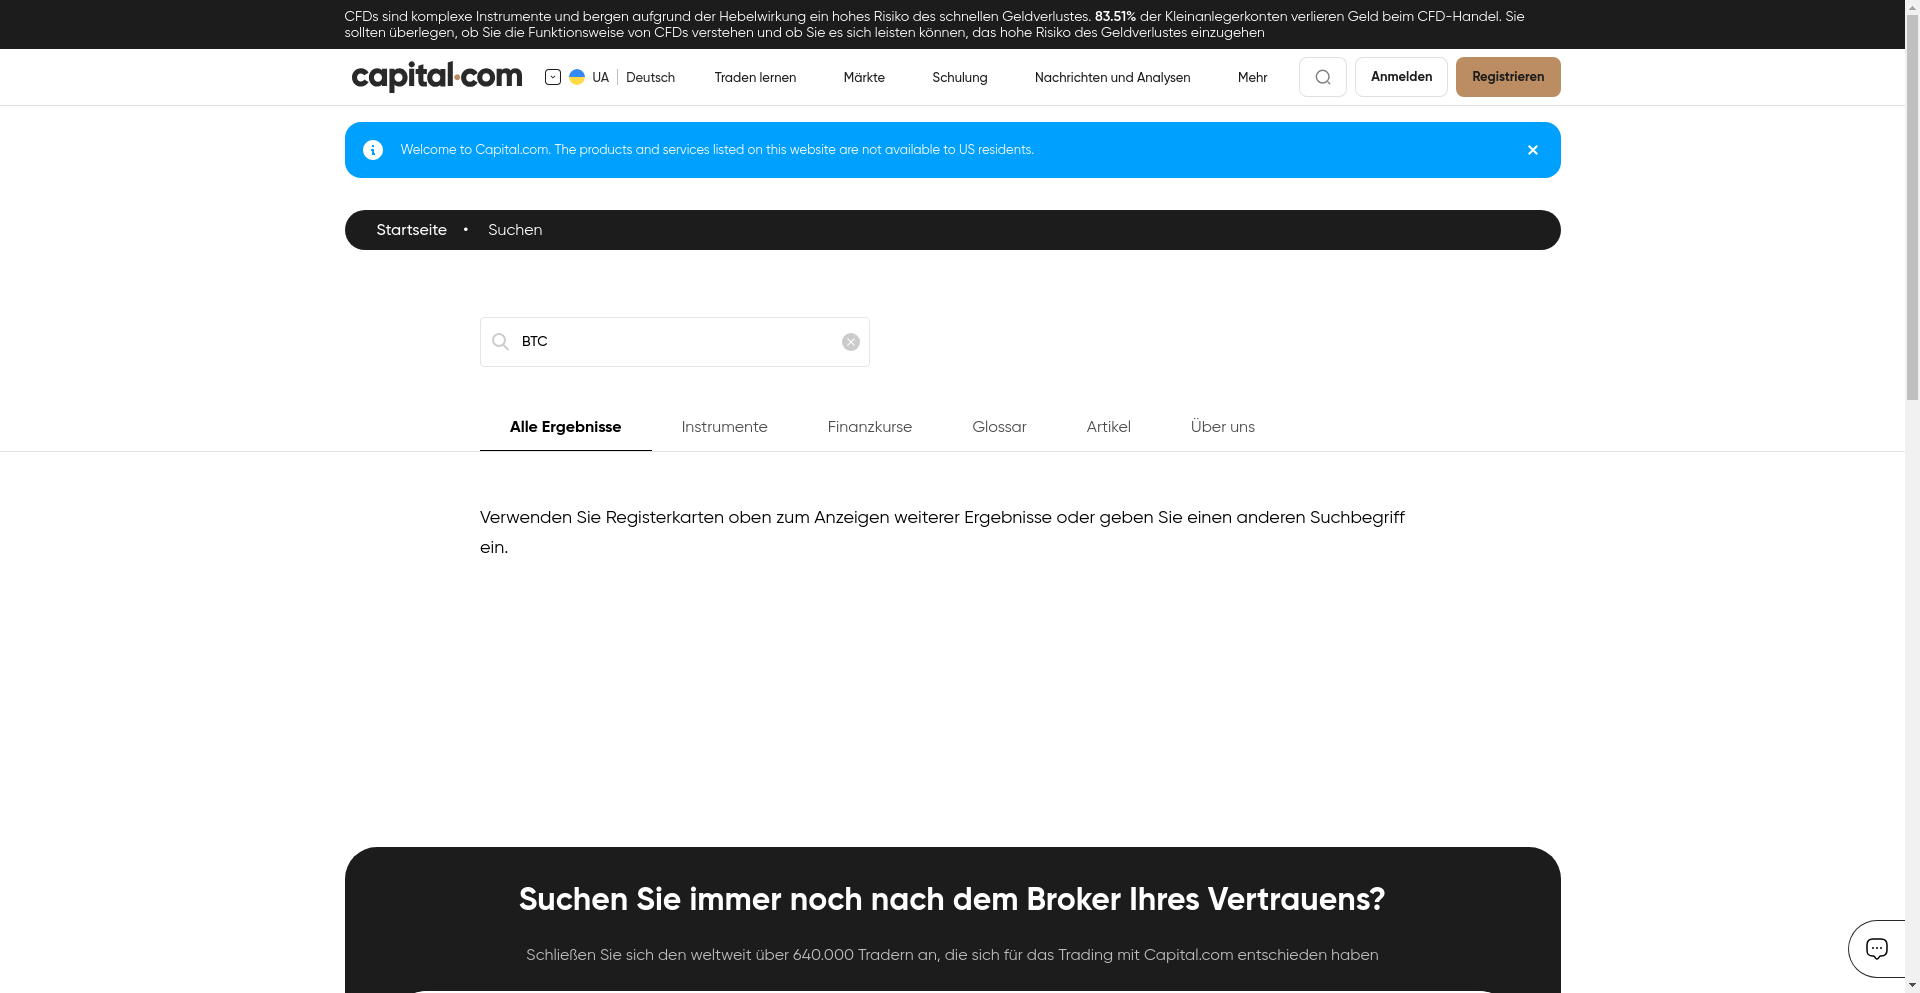 CFDs sind komplexe Instrumente und bergen aufgrund der Hebelwirkung ein hohes Risiko des schnellen Geldverlustes. 83.51% der Kleinanlegerkonten verlieren Geld beim CFD-Handel. Sie
sollten überlegen, ob Sie die Funktionsweise von CFDs verstehen und ob Sie es sich leisten können, das hohe Risiko des Geldverlustes einzugehen
capital.com UA Deutsch Traden lernen Märkte Schulung Nachrichten und Analysen Mehr Anmelden Registrieren
Welcome to Capital.com. The products and services listed on this website are not available to US residents.
Startseite • Suchen
BTC
Alle Ergebnisse Instrumente Finanzkurse Glossar Artikel Über uns
Verwenden Sie Registerkarten oben zum Anzeigen weiterer Ergebnisse oder geben Sie einen anderen Suchbegriff
ein.
Suchen Sie immer noch nach dem Broker Ihres Vertrauens?
Schließen Sie sich den weltweit über 640.000 Tradern an, die sich für das Trading mit Capital.com entschieden haben